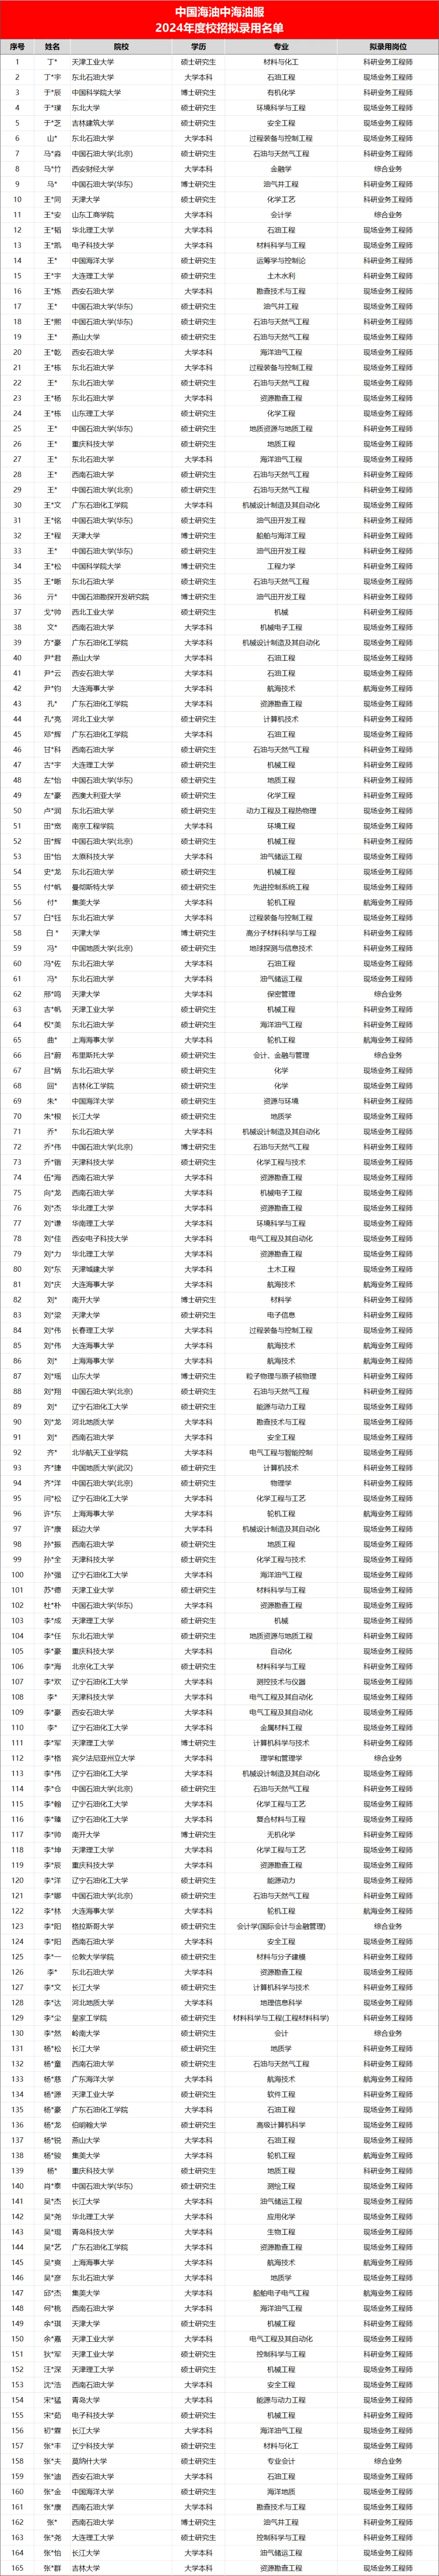 中国海油中海油服
2024年度校招拟录用名单
序号 姓名 院校 学历 专业 拟录用岗位
1 丁* 天津工业大学 硕士研究生 材料与化工 科研业务工程师
2 丁*宇 东北石油大学 大学本科 石油工程 现场业务工程师
3 于*辰 中国科学院大学 博士研究生 有机化学 科研业务工程师
4 于*璞 东北大学 硕士研究生 环境科学与工程 现场业务工程师
5 于*芝 吉林建筑大学 硕士研究生 安全工程 现场业务工程师
6 山* 东北石油大学 大学本科 过程装备与控制工程 现场业务工程师
7 马*淼 中国石油大学(北京) 硕士研究生 石油与天然气工程 科研业务工程师
8 马*竹 西安财经大学 大学本科 金融学 综合业务
9 马* 中国石油大学(华东) 博士研究生 油气井工程 科研业务工程师
10 王*同 天津大学 硕士研究生 化学工艺 科研业务工程师
11 王*安 山东工商学院 大学本科 会计学 综合业务
12 王*韬 华北理工大学 大学本科 石油工程 现场业务工程师
13 王*凯 电子科技大学 大学本科 材料科学与工程 现场业务工程师
14 王* 中国海洋大学 硕士研究生 运筹学与控制论 科研业务工程师
15 王*宇 大连理工大学 硕士研究生 土木水利 科研业务工程师
16 王*炼 西安石油大学 大学本科 勘查技术与工程 现场业务工程师
17 王* 中国石油大学(华东) 硕士研究生 油气井工程 现场业务工程师
18 王*熙 中国石油大学(华东) 硕士研究生 石油与天然气工程 科研业务工程师
19 王* 燕山大学 硕士研究生 石油与天然气工程 现场业务工程师
20 王*乾 西安石油大学 大学本科 海洋油气工程 现场业务工程师
21 王*栋 东北石油大学 大学本科 过程装备与控制工程 现场业务工程师
22 王* 东北石油大学 硕士研究生 石油与天然气工程 现场业务工程师
23 王*杨 东北石油大学 大学本科 资源勘查工程 现场业务工程师
24 王*栋 山东理工大学 硕士研究生 化学工程 现场业务工程师
25 王* 中国石油大学(华东) 硕士研究生 地质资源与地质工程 科研业务工程师
26 王* 重庆科技大学 硕士研究生 地质工程 现场业务工程师
27 王* 东北石油大学 大学本科 海洋油气工程 现场业务工程师
28 王* 西南石油大学 硕士研究生 石油与天然气工程 科研业务工程师
29 王* 中国石油大学(北京) 硕士研究生 石油与天然气工程 现场业务工程师
30 王*文 广东石油化工学院 大学本科 机械设计制造及其自动化 现场业务工程师
31 王*铭 中国石油大学(华东) 硕士研究生 油气田开发工程 科研业务工程师
32 王*程 天津大学 博士研究生 船舶与海洋工程 科研业务工程师
33 王* 中国石油大学(华东) 硕士研究生 油气田开发工程 科研业务工程师
34 王*松 中国科学院大学 博士研究生 工程力学 科研业务工程师
35 王*晰 东北石油大学 硕士研究生 石油与天然气工程 现场业务工程师
36 亓* 中国石油勘探开发研究院 博士研究生 油气田开发工程 科研业务工程师
37 戈*帅 西北工业大学 硕士研究生 机械 科研业务工程师
38 文* 西南石油大学 大学本科 机械电子工程 现场业务工程师
39 方*豪 广东石油化工学院 大学本科 机械设计制造及其自动化 现场业务工程师
40 尹*君 燕山大学 大学本科 石油工程 现场业务工程师
41 尹*云 西安石油大学 大学本科 石油工程 现场业务工程师
42 尹*钧 大连海事大学 大学本科 航海技术 航海业务工程师
43 孔* 广东石油化工学院 大学本科 资源勘查工程 现场业务工程师
44 孔*亮 河北工业大学 硕士研究生 计算机技术 科研业务工程师
45 邓*辉 广东石油化工学院 大学本科 石油工程 现场业务工程师
46 甘*科 西南石油大学 硕士研究生 石油与天然气工程 现场业务工程师
47 古*宇 大连理工大学 硕士研究生 机械工程 科研业务工程师
48 左*怡 中国石油大学(华东) 硕士研究生 地质工程 科研业务工程师
49 左*豪 西澳大利亚大学 硕士研究生 化学工程 科研业务工程师
50 卢*润 东北石油大学 硕士研究生 动力工程及工程热物理 现场业务工程师
51 田*宽 南京工程学院 大学本科 环境工程 现场业务工程师
52 田*辉 中国石油大学(北京) 硕士研究生 机械工程 科研业务工程师
53 田*怡 太原科技大学 大学本科 油气储运工程 现场业务工程师
54 史*龙 东北石油大学 硕士研究生 机械工程 现场业务工程师
55 付*帆 曼彻斯特大学 硕士研究生 先进控制系统工程 现场业务工程师
56 付* 集美大学 大学本科 轮机工程 航海业务工程师
57 白*钰 东北石油大学 大学本科 过程装备与控制工程 现场业务工程师
58 白 * 天津大学 博士研究生 高分子材料科学与工程 科研业务工程师
59 冯* 中国地质大学(北京) 硕士研究生 地球探测与信息技术 科研业务工程师
60 冯*佐 东北石油大学 大学本科 石油工程 现场业务工程师
61 冯* 东北石油大学 大学本科 油气储运工程 现场业务工程师
62 邢*鸣 天津大学 大学本科 保密管理 综合业务
63 吉*帆 天津工业大学 硕士研究生 机械工程 科研业务工程师
64 权*美 东北石油大学 硕士研究生 海洋油气工程 现场业务工程师
65 曲* 上海海事大学 大学本科 轮机工程 航海业务工程师
66 吕*蔚 布里斯托大学 硕士研究生 会计、金融与管理 综合业务
67 吕*炳 东北石油大学 硕士研究生 化学 现场业务工程师
68 回* 吉林化工学院 硕士研究生 化学 现场业务工程师
69 朱* 中国海洋大学 硕士研究生 资源与环境 科研业务工程师
70 朱*根 长江大学 硕士研究生 地质学 现场业务工程师
71 乔* 东北石油大学 大学本科 机械设计制造及其自动化 现场业务工程师
72 乔*伟 中国石油大学(北京) 博士研究生 石油与天然气工程 科研业务工程师
73 乔*锴 天津科技大学 硕士研究生 化学工程与技术 现场业务工程师
74 伍*海 西南石油大学 大学本科 资源勘查工程 现场业务工程师
75 向*龙 西南石油大学 大学本科 机械电子工程 现场业务工程师
76 刘*杰 华北理工大学 大学本科 资源勘查工程 现场业务工程师
77 刘*谦 华南理工大学 大学本科 环境科学与工程 现场业务工程师
78 刘*佳 西安电子科技大学 大学本科 电气工程及其自动化 现场业务工程师
79 刘*力 华北理工大学 大学本科 资源勘查工程 现场业务工程师
80 刘*东 天津城建大学 大学本科 土木工程 现场业务工程师
81 刘*庆 大连海事大学 大学本科 航海技术 航海业务工程师
82 刘* 南开大学 博士研究生 材料学 科研业务工程师
83 刘*梁 天津大学 硕士研究生 电子信息 科研业务工程师
84 刘*伟 长春理工大学 大学本科 过程装备与控制工程 现场业务工程师
85 刘*伟 大连海事大学 大学本科 航海技术 航海业务工程师
86 刘* 上海海事大学 大学本科 航海技术 航海业务工程师
87 刘*瑶 山东大学 博士研究生 粒子物理与原子核物理 科研业务工程师
88 刘*翔 中国石油大学(北京) 硕士研究生 石油与天然气工程 科研业务工程师
89 刘* 辽宁石油化工大学 硕士研究生 能源与动力工程 现场业务工程师
90 刘*龙 河北地质大学 大学本科 勘查技术与工程 现场业务工程师
91 刘* 西南石油大学 大学本科 安全工程 现场业务工程师
92 齐* 北华航天工业学院 大学本科 电气工程与智能控制 现场业务工程师
93 齐*捷 中国地质大学(武汉) 硕士研究生 计算机技术 科研业务工程师
94 齐*洋 中国石油大学(北京) 硕士研究生 物理学 科研业务工程师
95 闫*松 辽宁石油化工大学 大学本科 化学工程与工艺 现场业务工程师
96 许*东 上海海事大学 大学本科 轮机工程 航海业务工程师
97 许*康 延边大学 大学本科 机械设计制造及其自动化 现场业务工程师
98 孙*振 西南石油大学 硕士研究生 地质工程 现场业务工程师
99 孙*全 天津科技大学 硕士研究生 化学工程与技术 现场业务工程师
100 孙*强 辽宁石油化工大学 大学本科 海洋油气工程 现场业务工程师
101 苏*德 天津工业大学 硕士研究生 材料科学与工程 科研业务工程师
102 杜*朴 中国石油大学(华东) 大学本科 资源勘查工程 现场业务工程师
103 李*成 天津理工大学 硕士研究生 机械 现场业务工程师
104 李*任 东北石油大学 硕士研究生 地质资源与地质工程 现场业务工程师
105 李*豪 重庆科技大学 大学本科 自动化 现场业务工程师
106 李*海 北京化工大学 硕士研究生 材料科学与工程 科研业务工程师
107 李*欢 辽宁石油化工大学 大学本科 测控技术与仪器 现场业务工程师
108 李* 天津科技大学 大学本科 电气工程及其自动化 现场业务工程师
109 李*豪 西安石油大学 大学本科 电气工程及其自动化 现场业务工程师
110 李* 辽宁石油化工大学 大学本科 金属材料工程 现场业务工程师
111 李*军 天津理工大学 博士研究生 计算机科学与技术 科研业务工程师
112 李*格 宾夕法尼亚州立大学 大学本科 理学和管理学 综合业务
113 李*伟 辽宁石油化工大学 大学本科 机械设计制造及其自动化 现场业务工程师
114 李*仓 中国石油大学(北京) 硕士研究生 石油与天然气工程 科研业务工程师
115 李*翰 辽宁石油化工大学 大学本科 化学工程与工艺 现场业务工程师
116 李*臻 辽宁石油化工大学 大学本科 复合材料与工程 现场业务工程师
117 李*帅 南开大学 博士研究生 无机化学 科研业务工程师
118 李*坤 天津理工大学 大学本科 化学工程与工艺 现场业务工程师
119 李*辰 重庆科技大学 大学本科 资源勘查工程 现场业务工程师
120 李*洋 辽宁石油化工大学 硕士研究生 能源动力 现场业务工程师
121 李*娜 中国石油大学(北京) 硕士研究生 石油与天然气工程 科研业务工程师
122 李*林 大连海事大学 大学本科 轮机工程 航海业务工程师
123 李*阳 格拉斯哥大学 硕士研究生 会计学(国际会计与金融管理) 综合业务
124 李*阳 西南石油大学 大学本科 安全工程 现场业务工程师
125 李*一 伦敦大学学院 硕士研究生 材料与分子建模 科研业务工程师
126 李* 东北石油大学 大学本科 资源勘查工程 现场业务工程师
127 李*文 长江大学 硕士研究生 计算机科学与技术 科研业务工程师
128 李*达 河北地质大学 大学本科 地理信息科学 现场业务工程师
129 李*尘 皇家工学院 硕士研究生 材料科学与工程(工程材料科学) 科研业务工程师
130 李*然 岭南大学 硕士研究生 会计 综合业务
131 杨*松 长江大学 硕士研究生 地质学 科研业务工程师
132 杨*童 西南石油大学 硕士研究生 石油与天然气工程 现场业务工程师
133 杨*慈 广东海洋大学 大学本科 航海技术 航海业务工程师
134 杨*源 天津工业大学 硕士研究生 软件工程 科研业务工程师
135 杨*豪 广东石油化工学院 大学本科 石油工程 现场业务工程师
136 杨*龙 伯明翰大学 硕士研究生 高级计算机科学 现场业务工程师
137 杨*锐 燕山大学 大学本科 石油工程 现场业务工程师
138 杨*骏 集美大学 大学本科 轮机工程 航海业务工程师
139 杨* 重庆科技大学 硕士研究生 地质工程 科研业务工程师
140 肖*泰 中国石油大学(华东) 硕士研究生 测绘工程 现场业务工程师
141 吴*杰 长江大学 大学本科 油气储运工程 现场业务工程师
142 吴*尧 华北理工大学 大学本科 应用化学 现场业务工程师
143 吴*琨 青岛科技大学 大学本科 生物工程 现场业务工程师
144 吴*艺 广东石油化工学院 大学本科 资源勘查工程 现场业务工程师
145 吴*爽 上海海事大学 大学本科 航海技术 航海业务工程师
146 吴*彦 东北石油大学 大学本科 地质学 现场业务工程师
147 邱*杰 集美大学 大学本科 船舶电子电气工程 航海业务工程师
148 何*桃 西南石油大学 大学本科 海洋油气工程 现场业务工程师
149 余*琪 天津大学 硕士研究生 机械工程 科研业务工程师
150 余*嘉 天津工业大学 大学本科 电气工程及其自动化 现场业务工程师
151 狄*军 天津工业大学 硕士研究生 控制科学与工程 科研业务工程师
152 汪*深 天津理工大学 硕士研究生 机械工程 现场业务工程师
153 沈*浩 西南石油大学 大学本科 安全工程 现场业务工程师
154 宋*猛 青岛大学 大学本科 能源与动力工程 现场业务工程师
155 宋*茹 电子科技大学 硕士研究生 机械工程 科研业务工程师
156 初*霖 长江大学 大学本科 海洋油气工程 现场业务工程师
157 张*丰 辽宁科技大学 硕士研究生 材料与化工 现场业务工程师
158 张*夫 莫纳什大学 硕士研究生 专业会计 综合业务
159 张*迪 西安石油大学 大学本科 石油工程 现场业务工程师
160 张*金 中国海洋大学 硕士研究生 海洋地质 现场业务工程师
161 张*康 西南石油大学 大学本科 勘查技术与工程 现场业务工程师
162 张* 西南石油大学 博士研究生 油气井工程 科研业务工程师
163 张*尧 大连理工大学 硕士研究生 控制科学与工程 科研业务工程师
164 张*怡 长江大学 大学本科 石油工程 现场业务工程师
165 张*群 吉林大学 大学本科 资源勘查工程 现场业务工程师